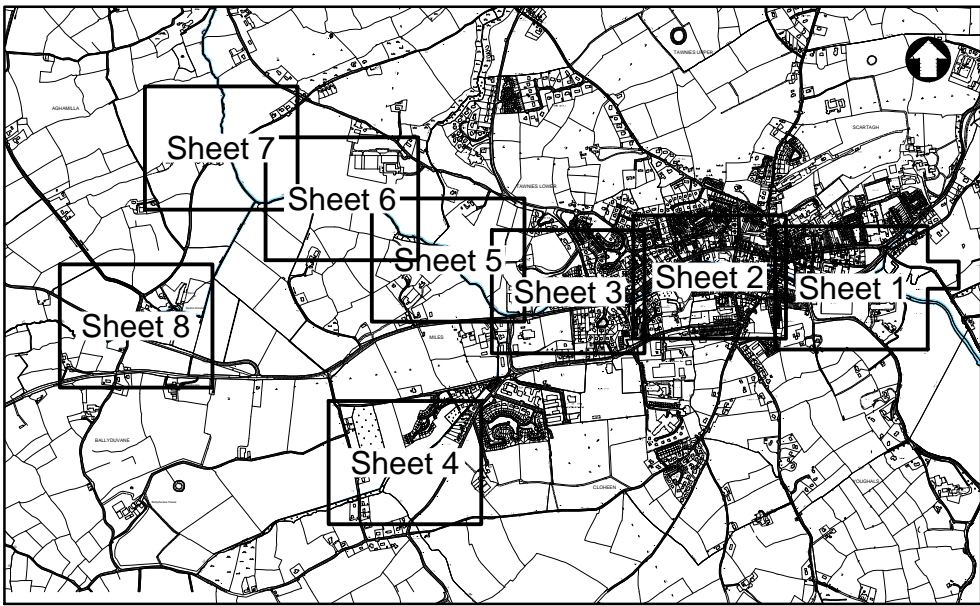 TAWNIES UPPER
AGHAMILLA
SCARTAGH
Sheet 7
TAWNIES LOWER
Sheet 6
Sheet 5
Sheet 2
Sheet 3
Sheet 1
Sheet 8
MILES
BALLYDUVANE
Sheet 4
YOUGHALS
CLOHEEN